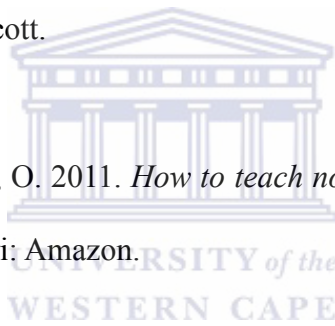 cott.
O. 2011. How to teach no
i: Amazon.
UNIVERSITY of the
WESTERN CAPE